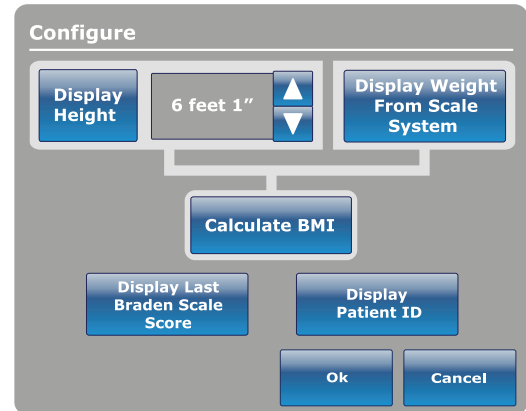 Configure
Display
Height
6 feet 1”
Display Weight
From Scale
System
Calculate BMI
Display Last
Braden Scale
Score
Display
Patient ID
Ok
Cancel